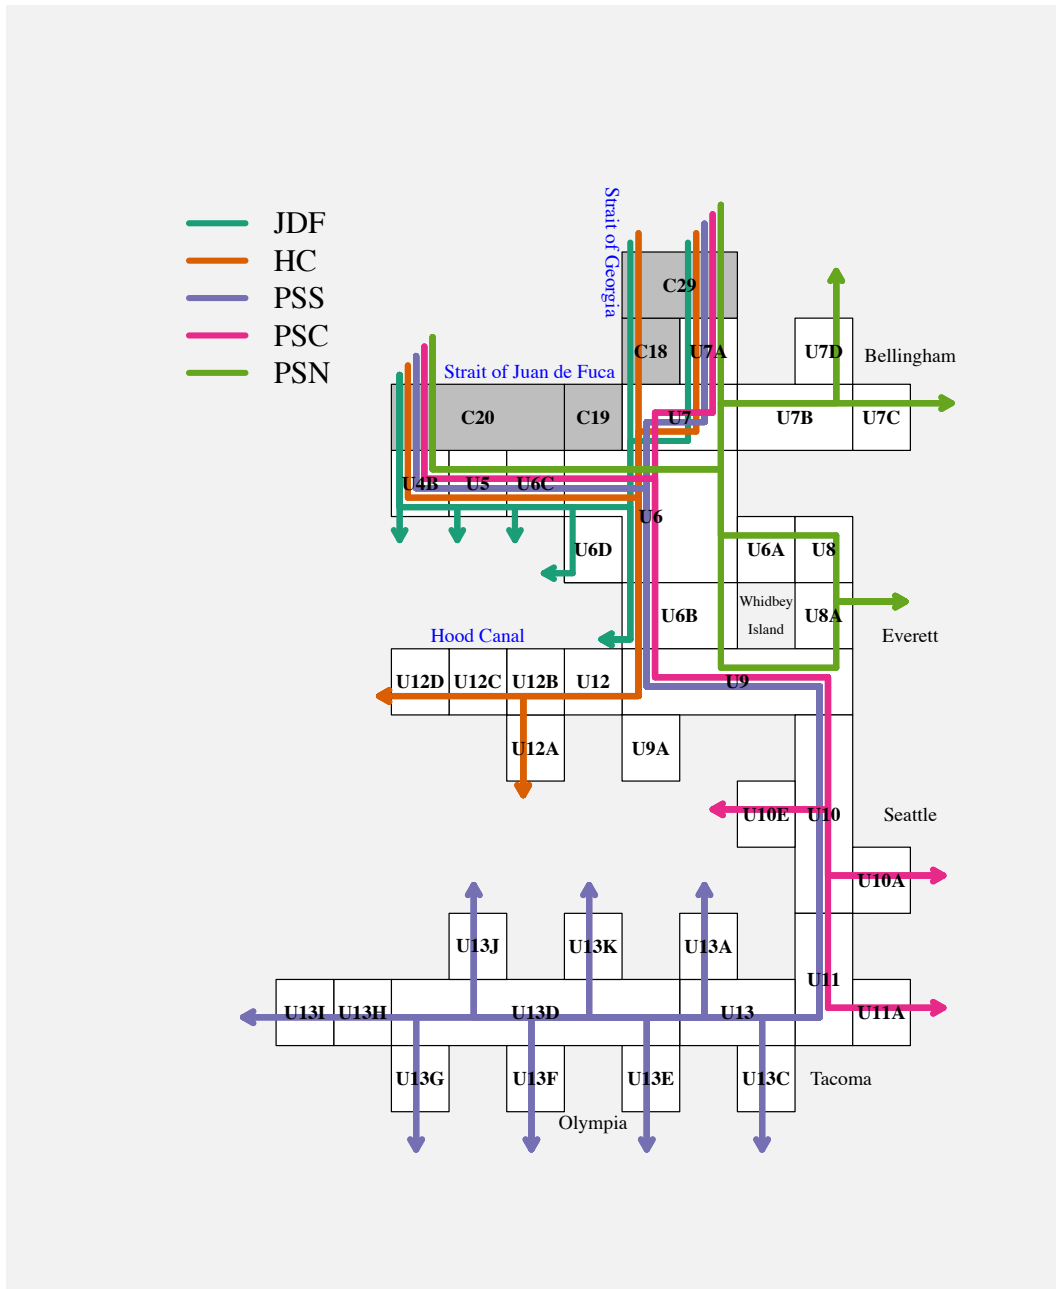 Strait of Georgia
JDF
HC
PSS
PSC
PSN
C29
C18
U7A
U7D
Bellingham
Strait of Juan de Fuca
C20
C19
U7
U7B
U7C
U4B
U5
U6C
U6
U6D
U6A
U8
Whidbey
Island
U6B
U8A
Everett
Hood Canal
U12D
U12C
U12B
U12
U9
U12A
U9A
U10E
U10
Seattle
U10A
U13J
U13K
U13A
U11
U13I
U13H
U13D
U13
U11A
U13G
U13F
U13E
U13C
Tacoma
Olympia